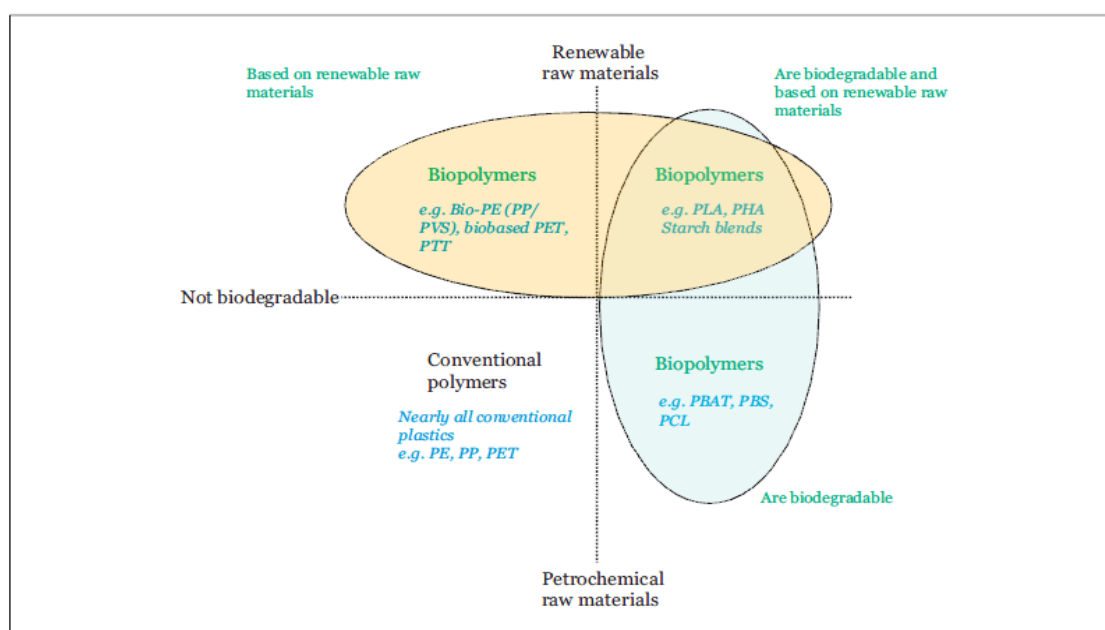 Renewable
raw materials
Based on renewable raw
materials
Are biodegradable and
based on renewable raw
materials
Biopolymers
e.g. Bio-PE (PP/
PVS), biobased PET,
PTT
Biopolymers
e.g. PLA, PHA
Starch blends
Not biodegradable
Conventional
polymers
Nearly all conventional
plastics
e.g. PE, PP, PET
Biopolymers
e.g. PBAT, PBS,
PCL
Are biodegradable
Petrochemical
raw materials